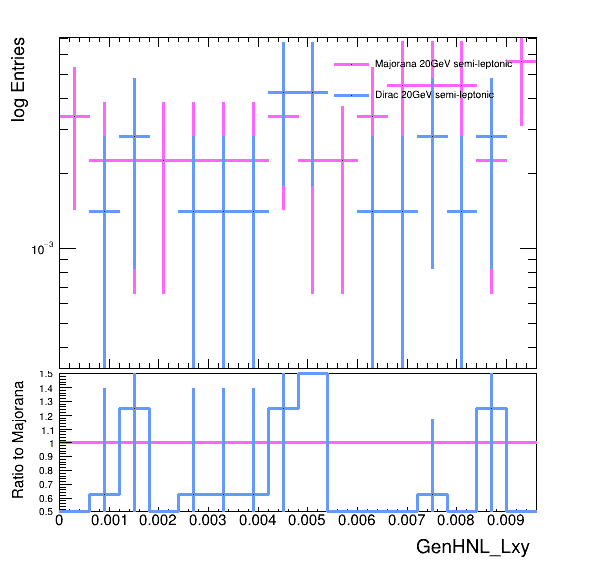 log Entries
Majorana 20GeV semi-leptonic
Dirac 20GeV semi-leptonic
10⁻³
Ratio to Majorana
1.5
1.4
1.3
1.2
1.1
1
0.9
0.8
0.7
0.6
0.5
0 0.001 0.002 0.003 0.004 0.005 0.006 0.007 0.008 0.009
GenHNL_Lxy